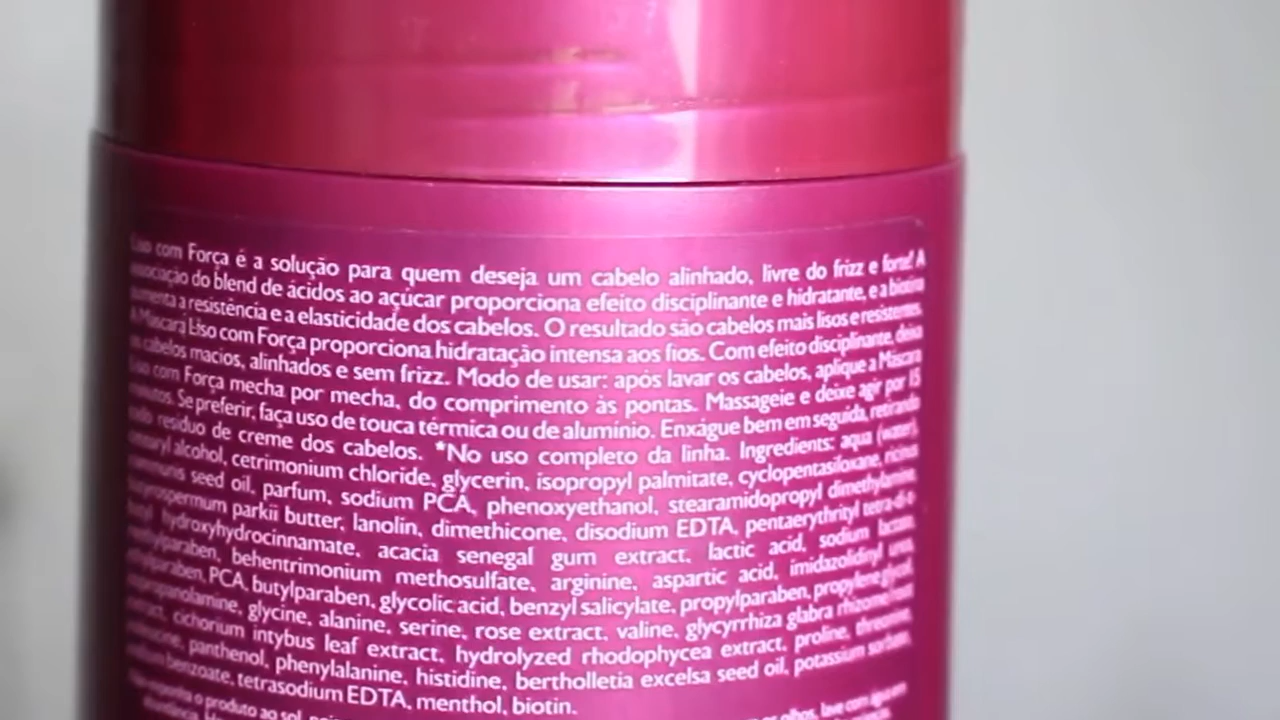 Liso com Força é a solução para quem deseja um cabelo alinhado, livre do frizz e forte! A
associação do blend de ácidos ao açúcar proporciona efeito disciplinante e hidratante, e a biotina
aumenta a resistência e a elasticidade dos cabelos. O resultado são cabelos mais lisos e resistentes.
A Máscara Liso com Força proporciona hidratação intensa aos fios. Com efeito disciplinante, deixa
os cabelos macios, alinhados e sem frizz. Modo de usar: após lavar os cabelos, aplique a Máscara
Liso com Força mecha por mecha, do comprimento às pontas. Massageie e deixe agir por 15
minutos. Se preferir, faça uso de touca térmica ou de alumínio. Enxágue bem em seguida, retirando
todo resíduo de creme dos cabelos. *No uso completo da linha. Ingredients: aqua (water),
alcohol, cetrimonium chloride, glycerin, isopropyl palmitate, cyclopentasiloxane, ricinus
communis seed oil, parfum, sodium PCA, phenoxyethanol, stearamidopropyl dimethylamine,
butyrospermum parkii butter, lanolin, dimethicone, disodium EDTA, pentaerythrityl tetra-di-t-
butyl hydroxyhydrocinnamate, acacia senegal gum extract, lactic acid, sodium lactate,
methylparaben, behentrimonium methosulfate, arginine, aspartic acid, imidazolidinyl urea,
ethylparaben, PCA, butylparaben, glycolic acid, benzyl salicylate, propylparaben, propylene glycol,
glycine, alanine, serine, rose extract, valine, glycyrrhiza glabra rhizome/root
extract, cichorium intybus leaf extract, hydrolyzed rhodophycea extract, proline, threonine,
panthenol, phenylalanine, histidine, bertholletia excelsa seed oil, potassium sorbate,
sodium benzoate, tetrasodium EDTA, menthol, biotin.
o produto ao sol, olhos, lave com água em